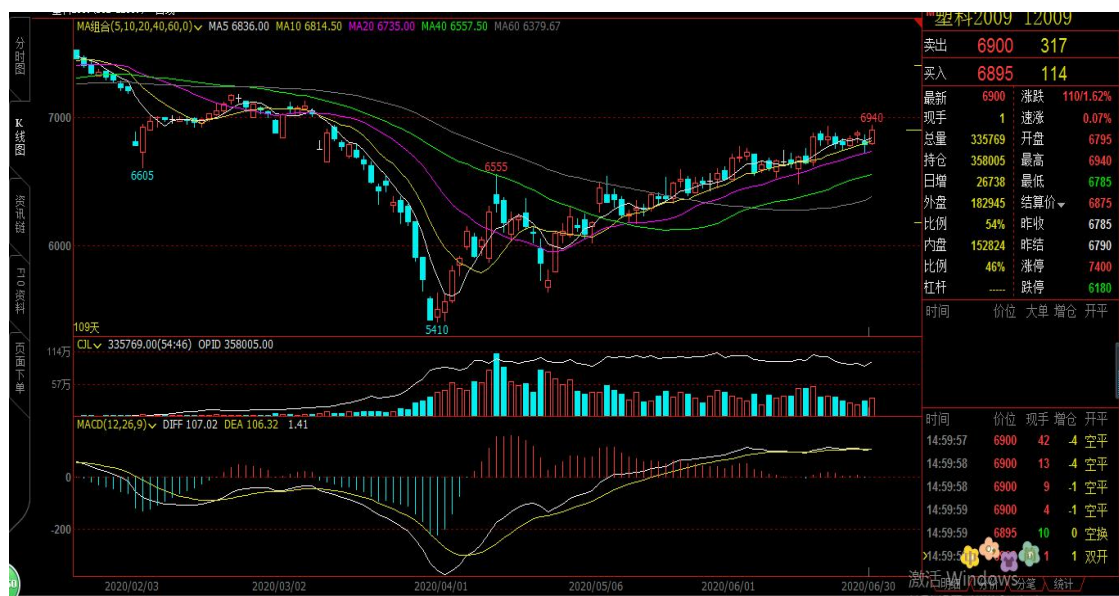 塑料2009 l2009
MA组合(5,10,20,40,60,0) MA5 6836.00 MA10 6814.50 MA20 6735.00 MA40 6557.50 MA60 6379.67
分时图
K线图
资讯链
F10资料
页面下单
7000
6000
6605
6555
6940
5410
109天
CJL 335769.00(54:46) OPID 358005.00
114万
57万
MACD(12,26,9) DIFF 107.02 DEA 106.32 1.41
0
-200
2020/02/03 2020/03/02 2020/04/01 2020/05/06 2020/06/01 2020/06/30
卖出 6900 317
买入 6895 114
最新 6900 涨跌 110/1.62%
现手 1 速涨 0.07%
总量 335769 开盘 6795
持仓 358005 最高 6940
日增 26738 最低 6785
外盘 182945 结算价 6875
比例 54% 昨收 6785
内盘 152824 昨结 6790
比例 46% 涨停 7400
杠杆 ----- 跌停 6180
时间 价位 大单 增仓 开平
时间 价位 现手 增仓 开平
14:59:57 6900 42 -4 空平
14:59:58 6900 13 -4 空平
14:59:58 6900 9 -1 空平
14:59:59 6900 4 -1 空平
14:59:59 6895 10 0 空换
1 1 双开
激活 Windows
分笔 统计